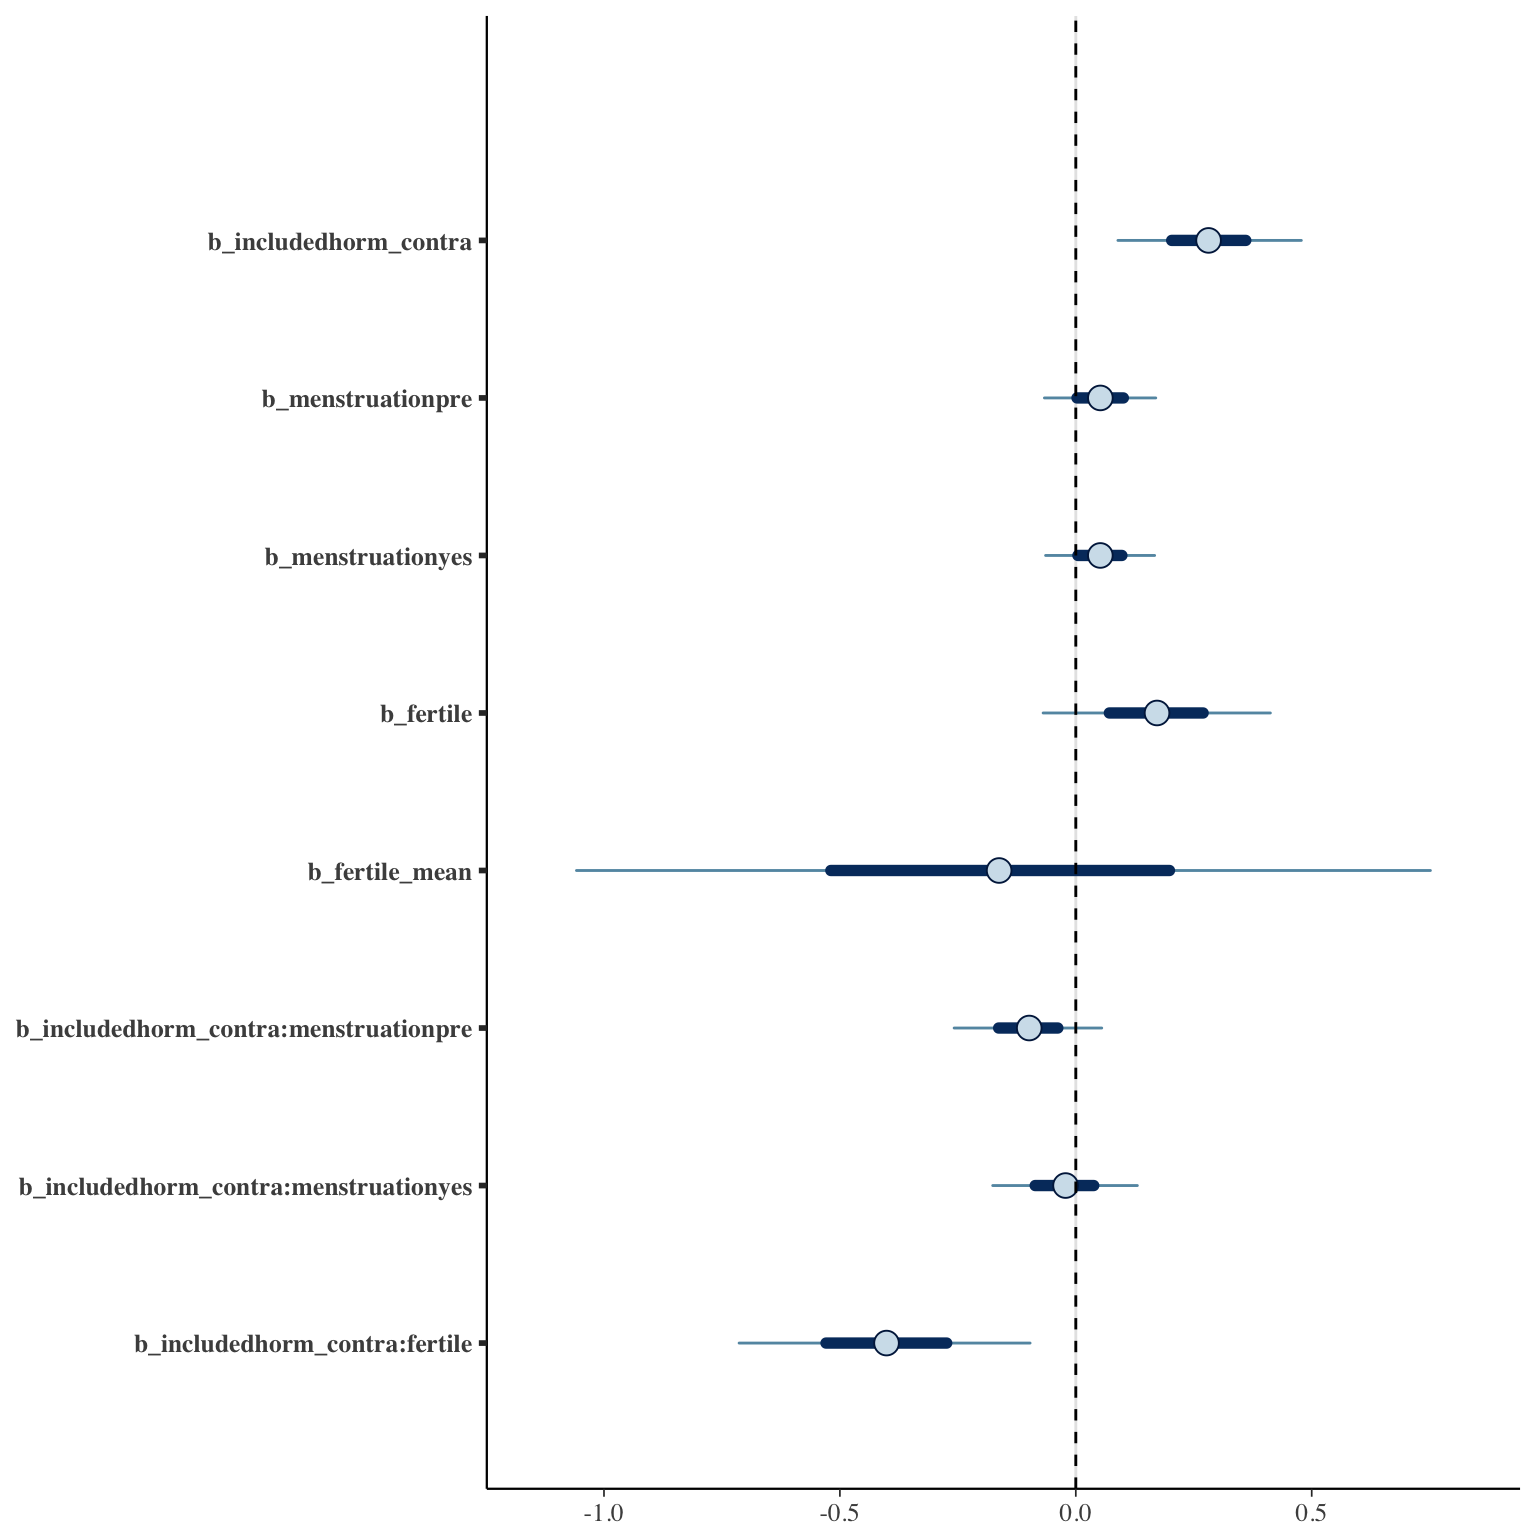 b_includedhorm_contra
b_menstruationpre
b_menstruationyes
b_fertile
b_fertile_mean
b_includedhorm_contra:menstruationpre
b_includedhorm_contra:menstruationyes
b_includedhorm_contra:fertile
-1.0 -0.5 0.0 0.5